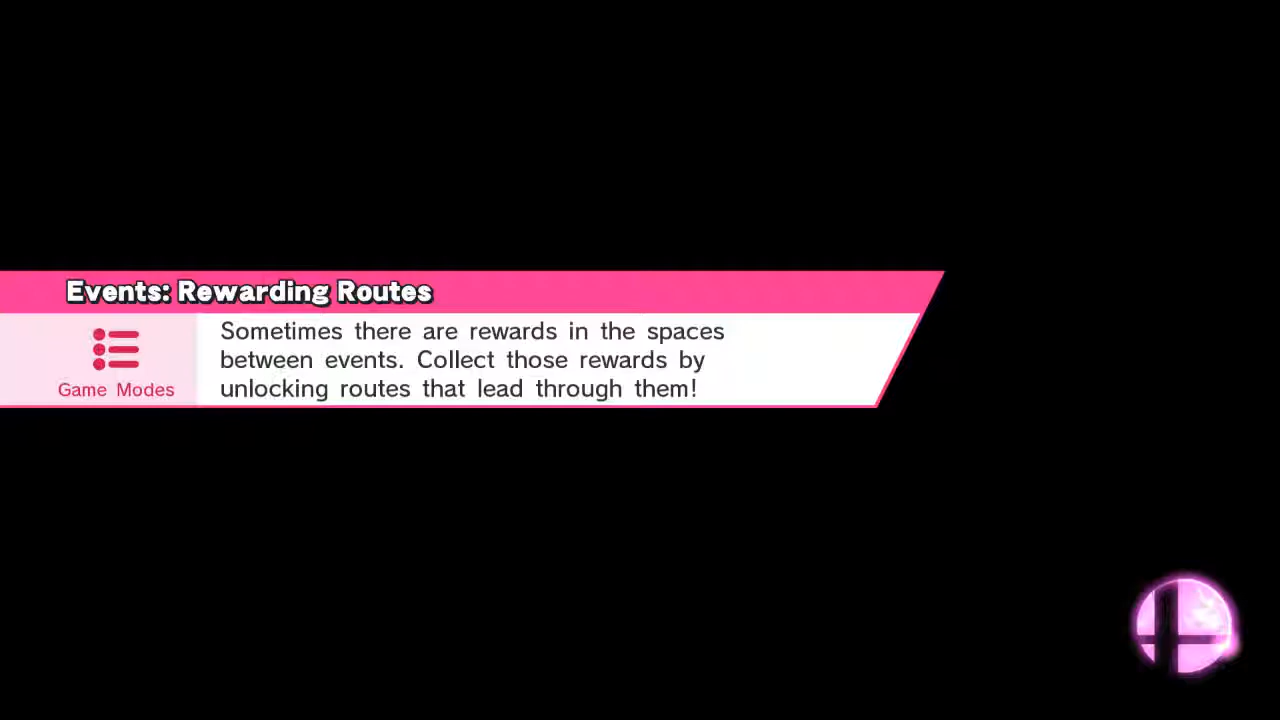 Events: Rewarding Routes
Sometimes there are rewards in the spaces
between events. Collect those rewards by
unlocking routes that lead through them!
Game Modes